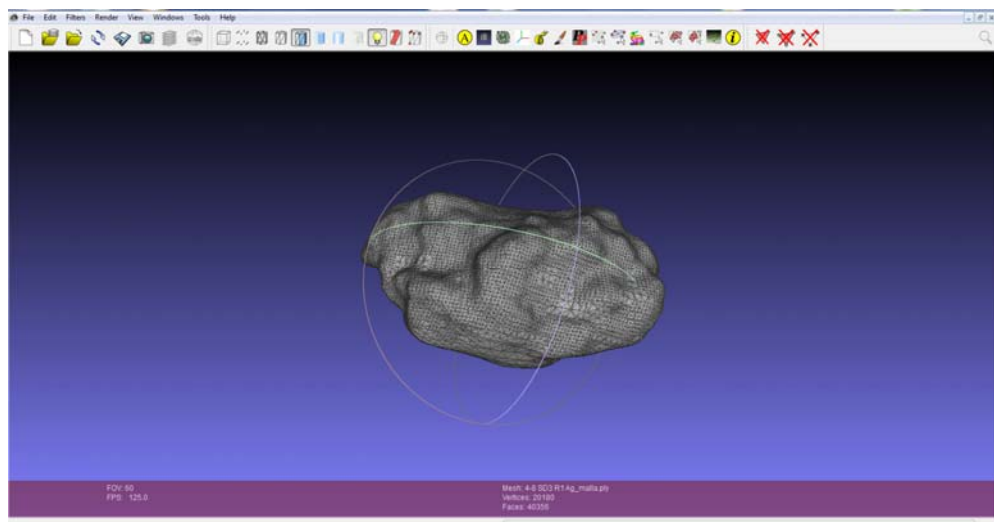 File Edit Filters Render View Windows Tools Help
A
FOV: 60
FPS: 125.0
Mesh: 4-8 SD3 R1Ag_malla.ply
Vertices: 20180
Faces: 40356